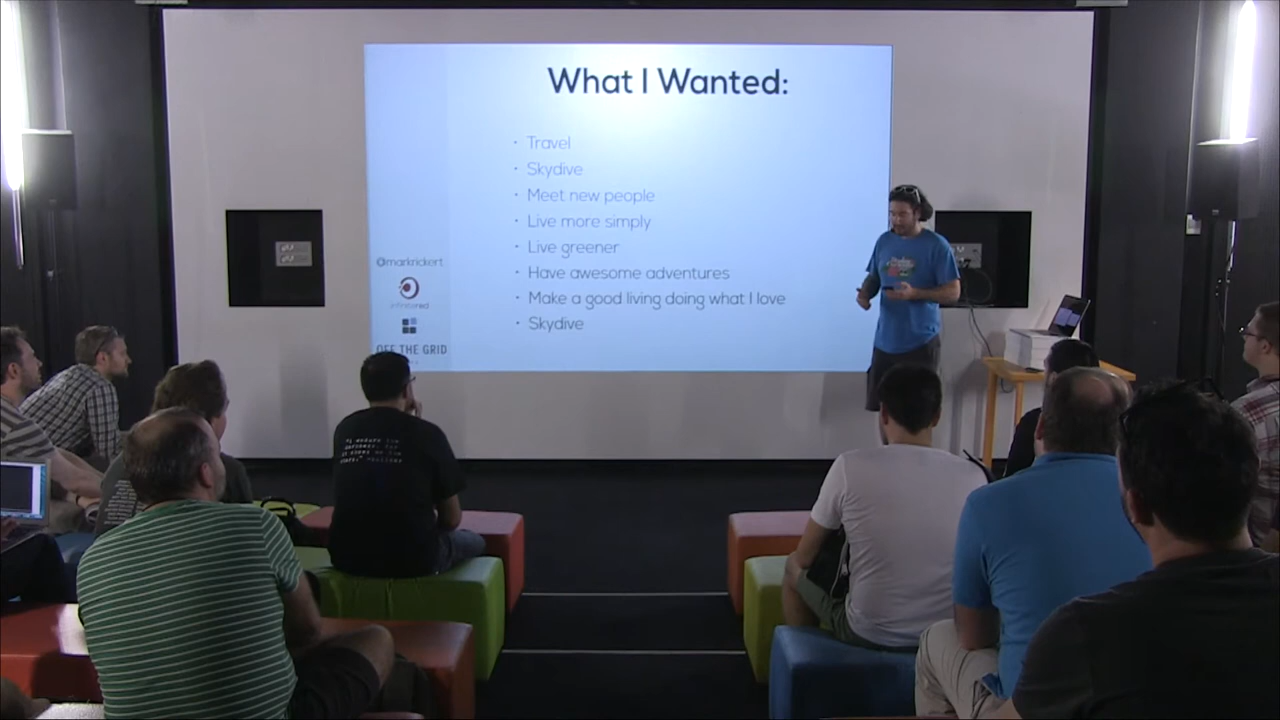 What I Wanted:
· Travel
· Skydive
· Meet new people
· Live more simply
· Live greener
· Have awesome adventures
· Make a good living doing what I love
· Skydive
@markrickert
infinitered
OFF THE GRID